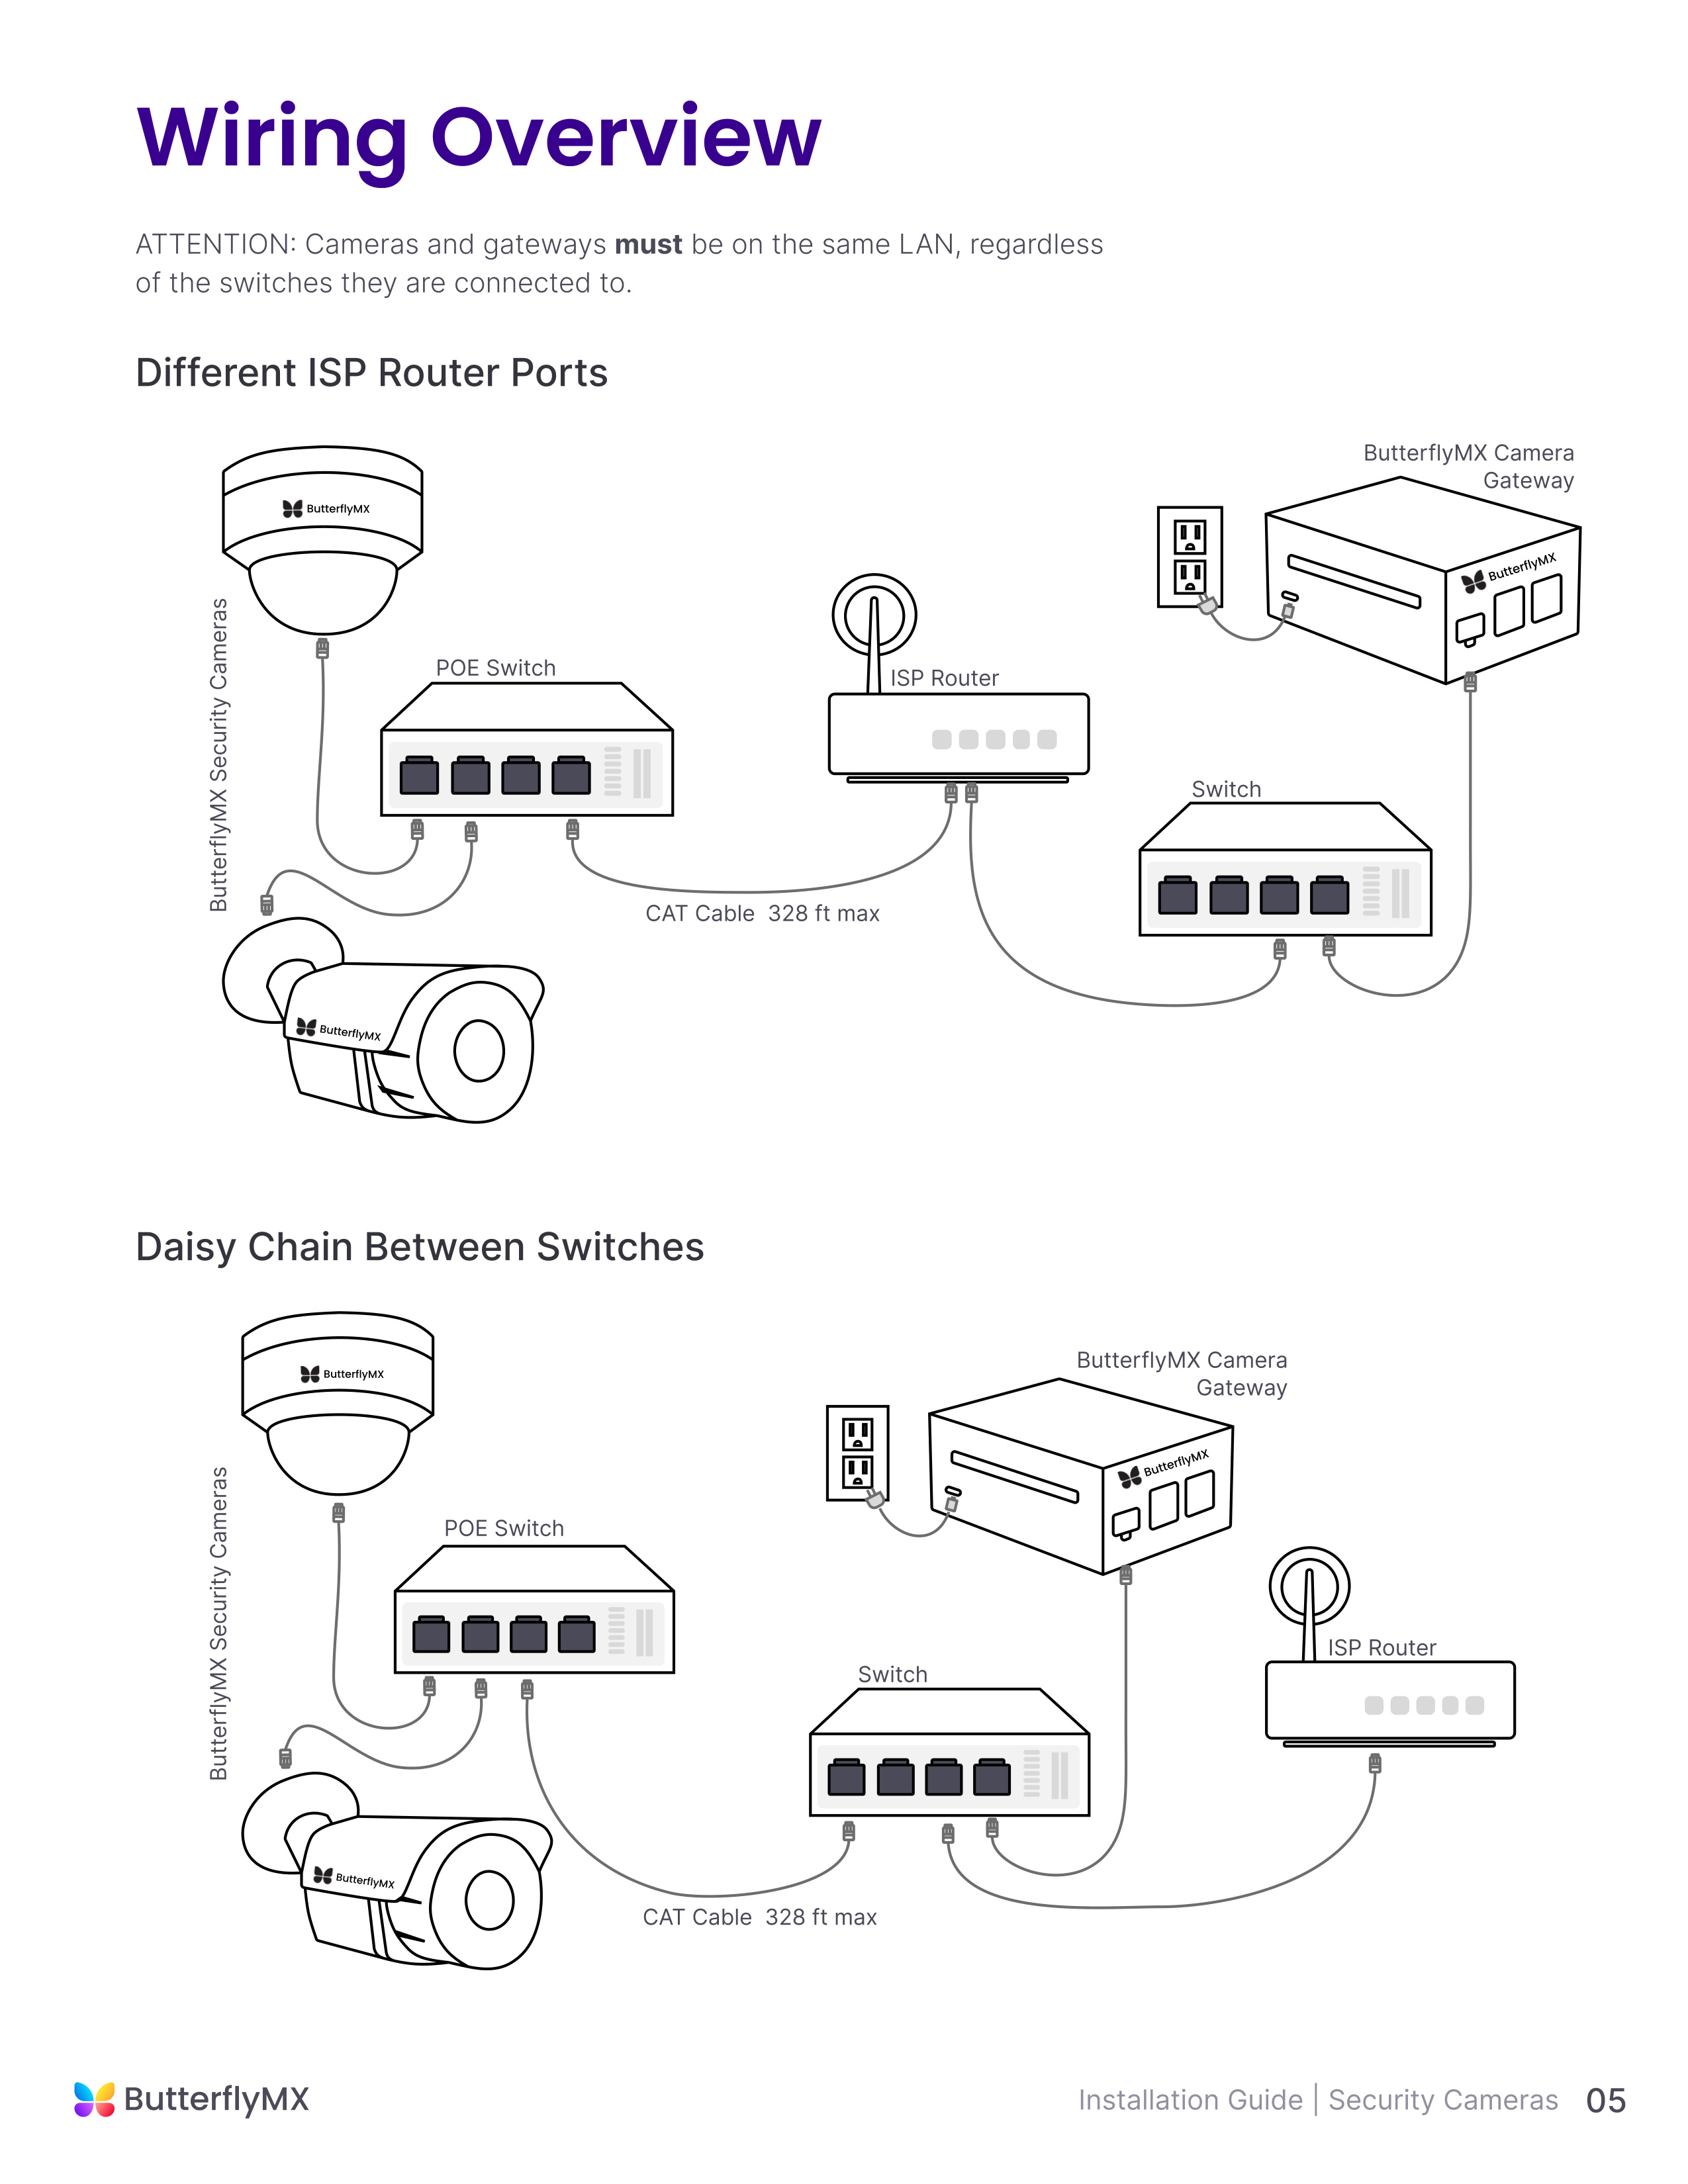 Wiring Overview
ATTENTION: Cameras and gateways must be on the same LAN, regardless
of the switches they are connected to.
Different ISP Router Ports
ButterflyMX
ButterflyMX Security Cameras
POE Switch
ISP Router
ButterflyMX Camera
Gateway
ButterflyMX
Switch
CAT Cable  328 ft max
ButterflyMX
Daisy Chain Between Switches
ButterflyMX
ButterflyMX Security Cameras
POE Switch
ButterflyMX Camera
Gateway
ButterflyMX
Switch
ISP Router
ButterflyMX
CAT Cable  328 ft max
ButterflyMX
Installation Guide | Security Cameras 05